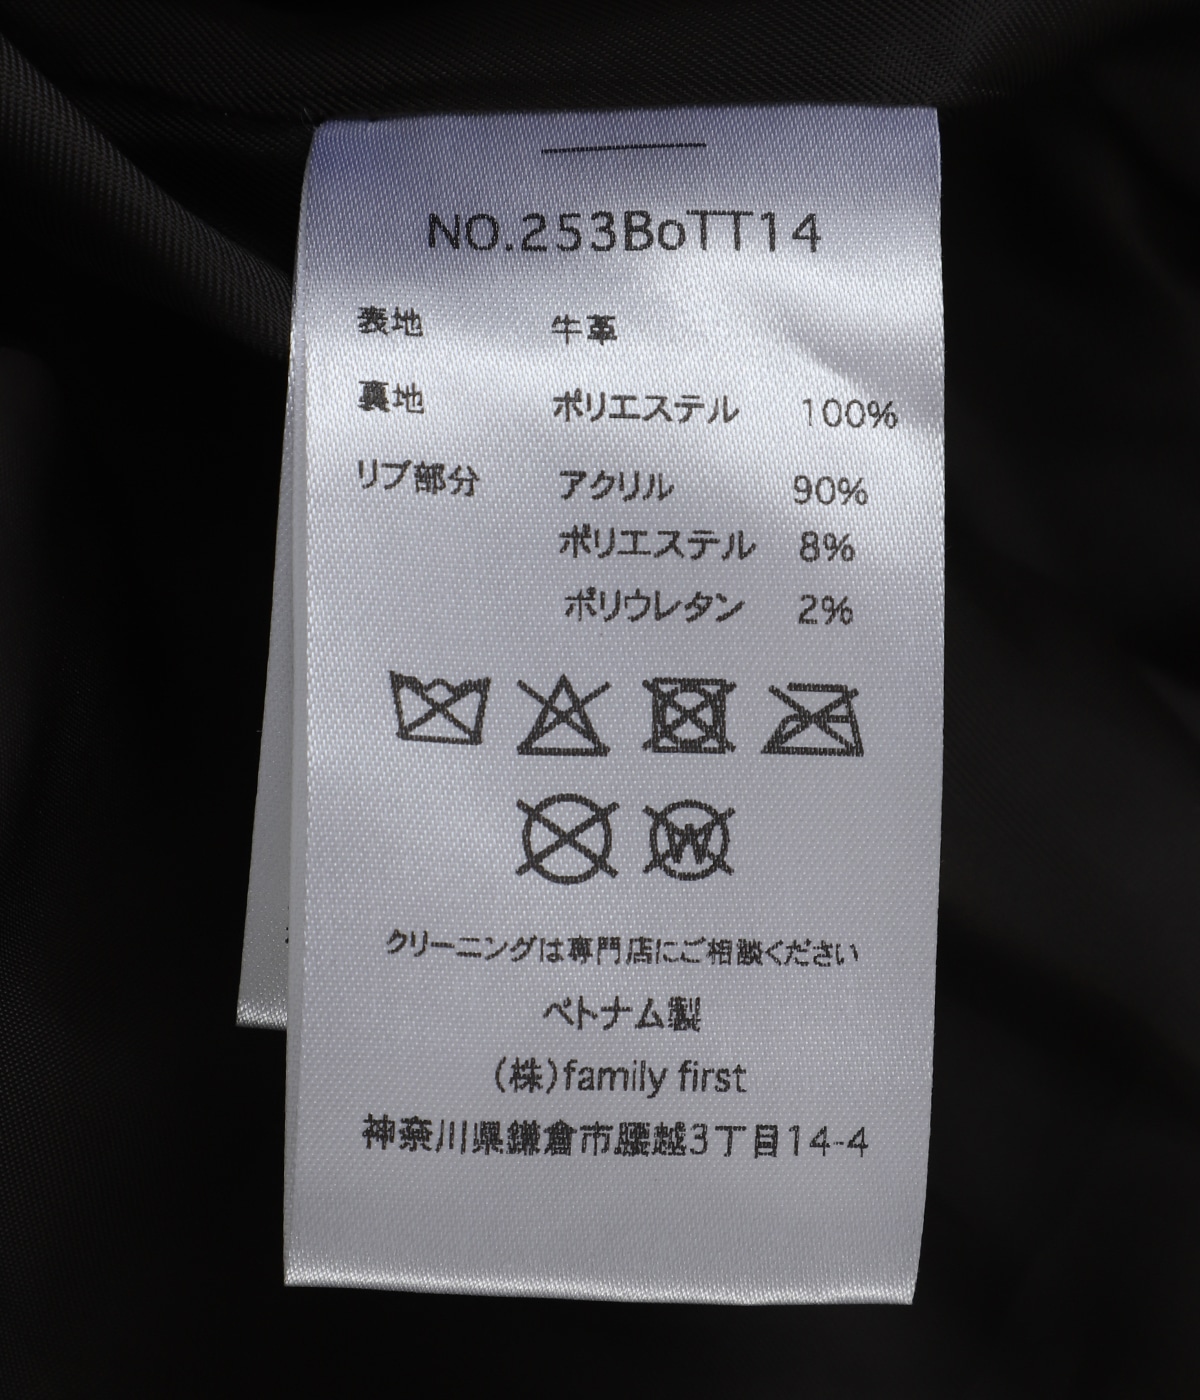 NO.253BoTT14
表地 牛革
裏地 ポリエステル 100%
リブ部分 アクリル 90%
ポリエステル 8%
ポリウレタン 2%
W
クリーニングは専門店にご相談ください
ベトナム製
(株)family first
神奈川県鎌倉市腰越3丁目14-4